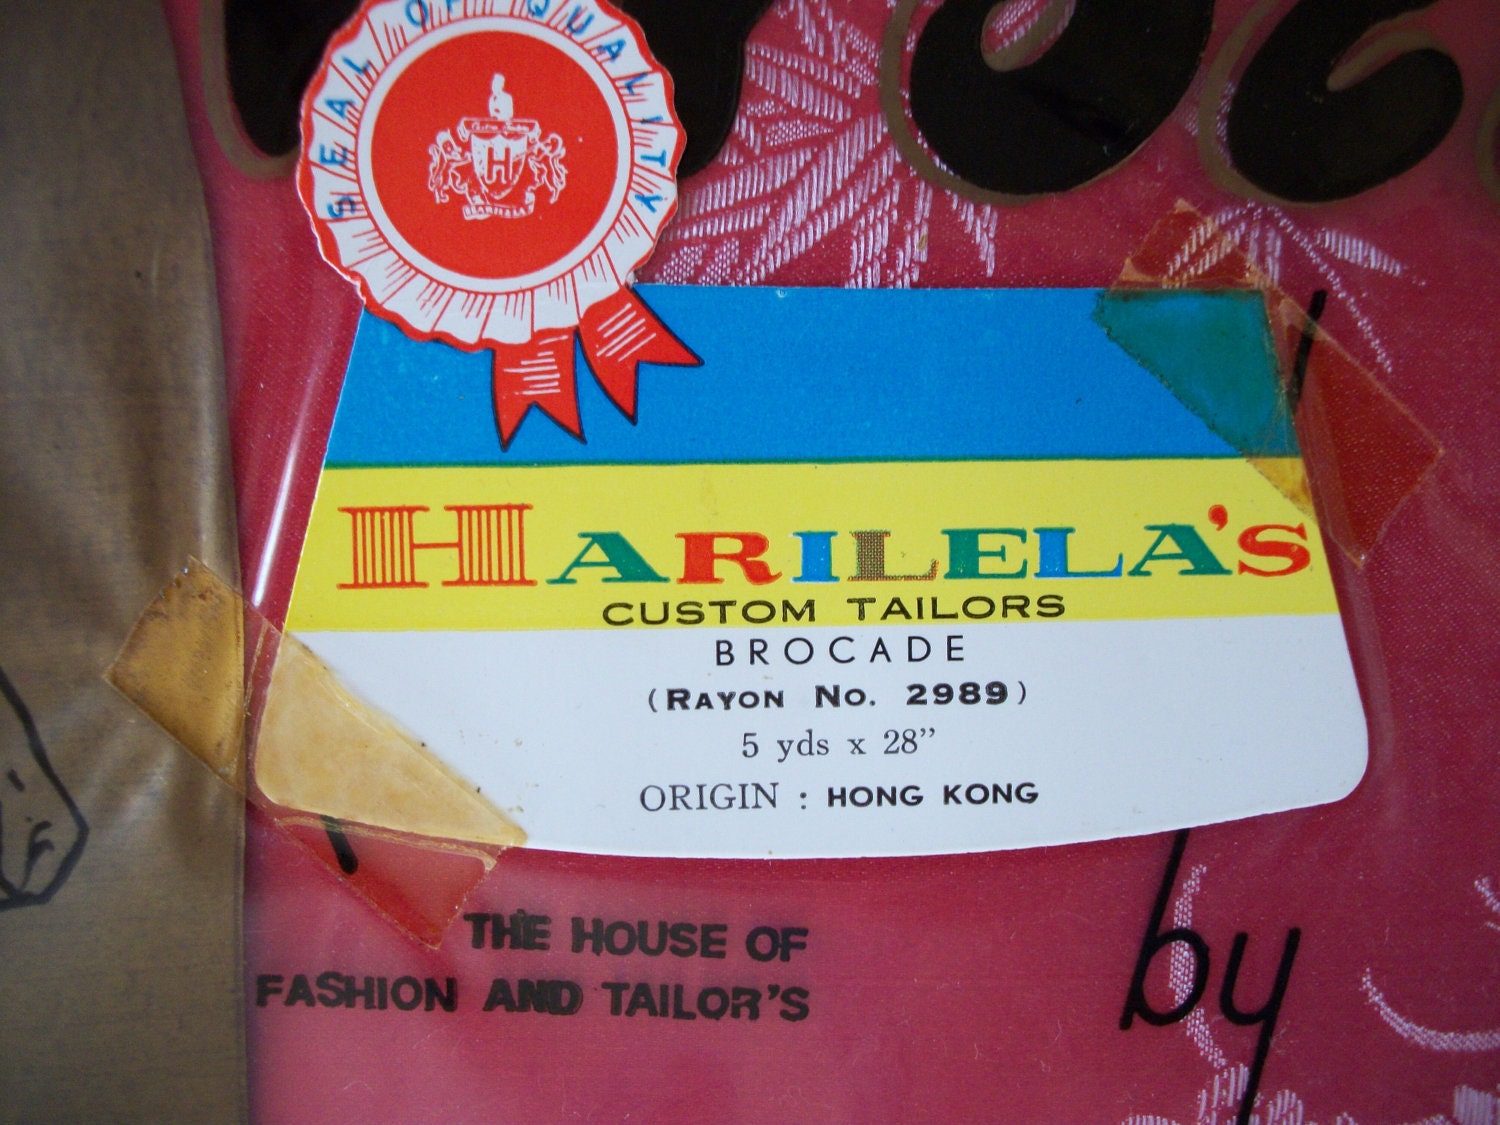 SEAL OF QUALITY
H
HARILELA
HARILELA'S
CUSTOM TAILORS
BROCADE
(RAYON No. 2989)
5 yds x 28”
ORIGIN : HONG KONG
THE HOUSE OF
FASHION AND TAILOR'S
by